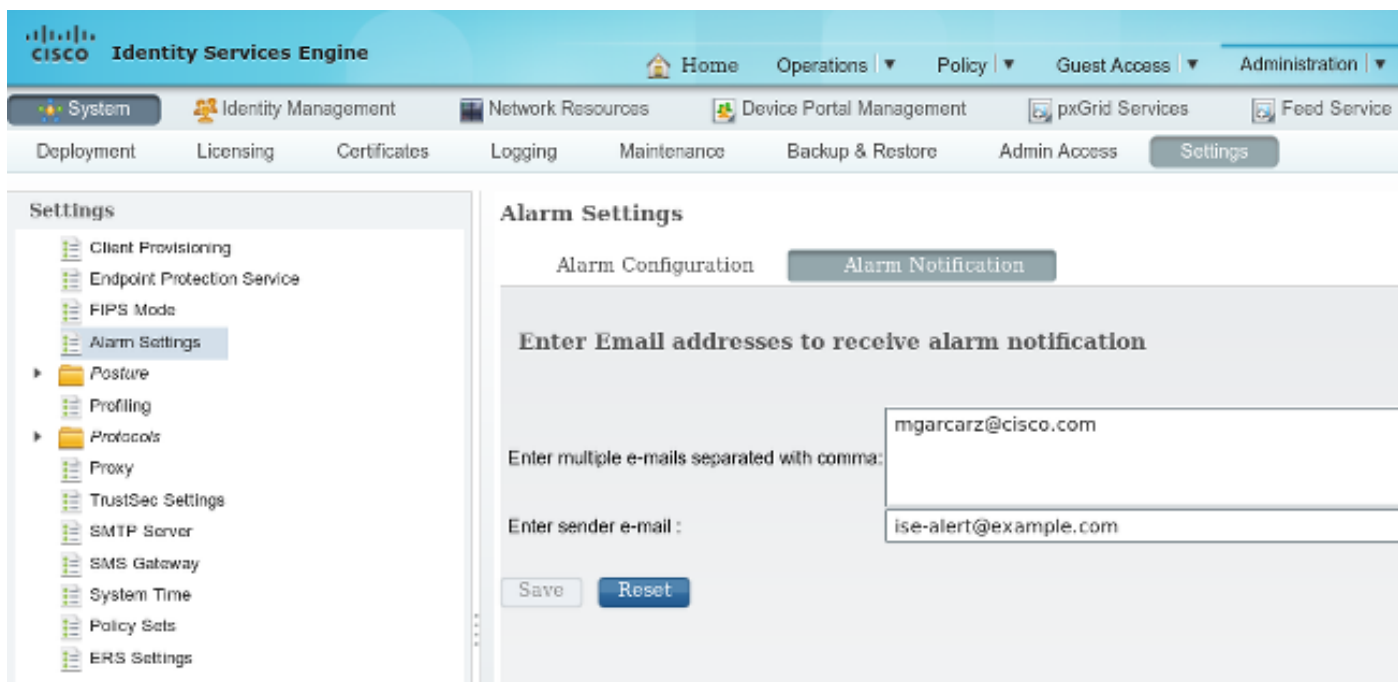 CISCO Identity Services Engine
Home Operations Policy Guest Access Administration
System Identity Management Network Resources Device Portal Management pxGrid Services Feed Service
Deployment Licensing Certificates Logging Maintenance Backup & Restore Admin Access Settings
Settings
Client Provisioning
Endpoint Protection Service
FIPS Mode
Alarm Settings
Posture
Profiling
Protocols
Proxy
TrustSec Settings
SMTP Server
SMS Gateway
System Time
Policy Sets
ERS Settings
Alarm Settings
Alarm Configuration Alarm Notification
Enter Email addresses to receive alarm notification
Enter multiple e-mails separated with comma: mgarcarz@cisco.com
Enter sender e-mail : ise-alert@example.com
Save Reset